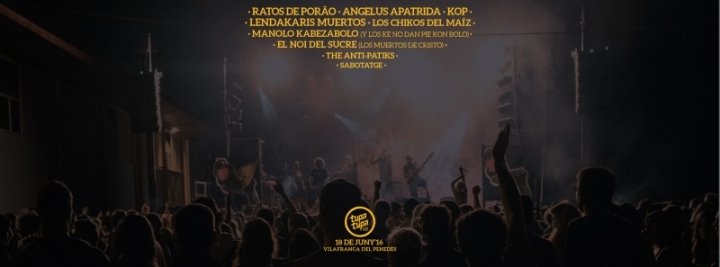 · RATOS DE PORÃO · ANGELUS APATRIDA · KOP ·
· LENDAKARIS MUERTOS · LOS CHIKOS DEL MAÍZ ·
· MANOLO KABEZABOLO (Y LOS KE NO DAN PIE KON BOLO) ·
· EL NOI DEL SUCRE (LOS MUERTOS DE CRISTO) ·
· THE ANTI-PATIKS ·
· SABOTATGE ·
tupa
tupa
18 DE JUNY'16
VILAFRANCA DEL PENEDÈS